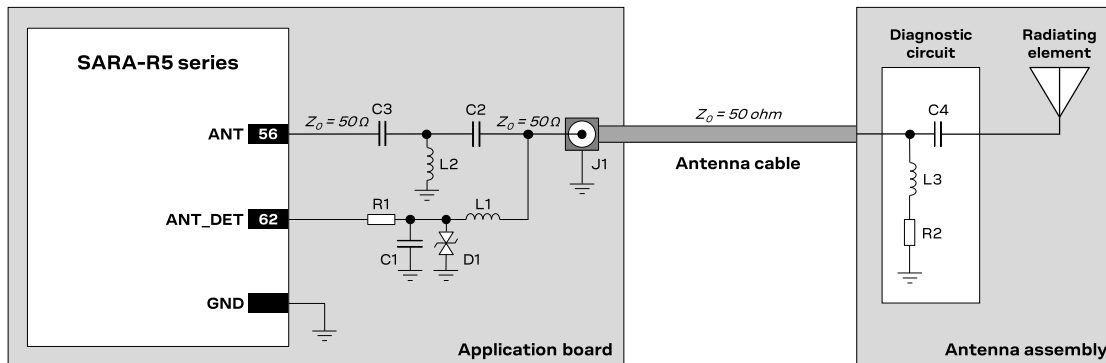 SARA-R5 series
ANT
56
ANT_DET
62
GND
Z₀ = 50 Ω
C3
C2
Z₀ = 50 Ω
L2
J1
R1
L1
C1
D1
Application board
Z₀ = 50 ohm
Antenna cable
Diagnostic
circuit
Radiating
element
C4
L3
R2
Antenna assembly